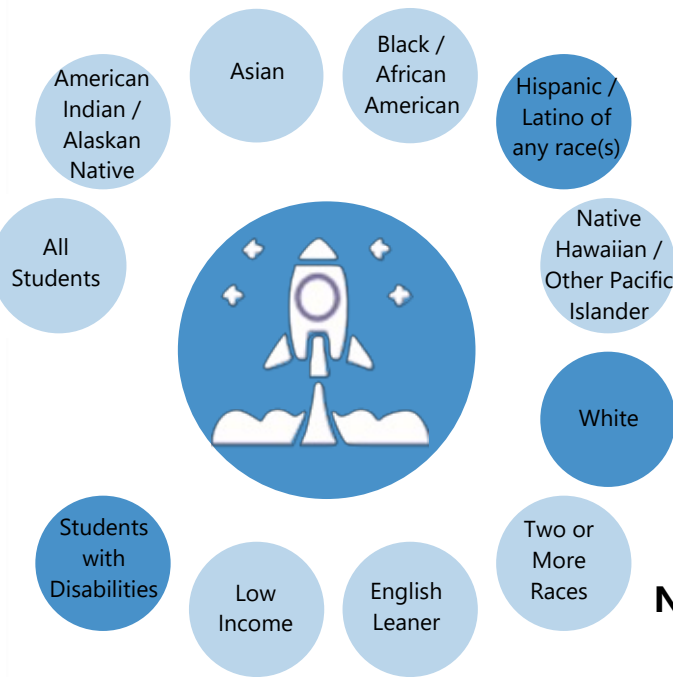 American
Indian /
Alaskan
Native
Asian
Black /
African
American
Hispanic /
Latino of
any race(s)
All
Students
Native
Hawaiian /
Other Pacific
Islander
White
Students
with
Disabilities
Low
Income
English
Leaner
Two or
More
Races
N